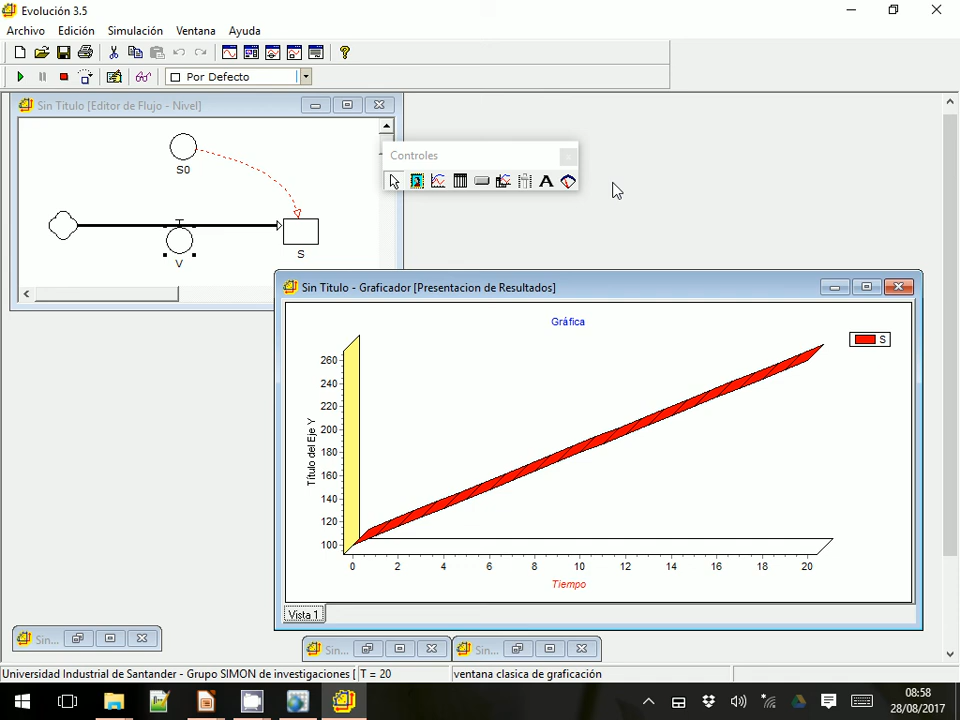 Evolución 3.5
Archivo Edición Simulación Ventana Ayuda
Por Defecto
Sin Titulo [Editor de Flujo - Nivel]
S0
S
V
Controles
A
Sin Titulo - Graficador [Presentacion de Resultados]
Gráfica
S
Título del Eje Y
260
240
220
200
180
160
140
120
100
0 2 4 6 8 10 12 14 16 18 20
Tiempo
Vista 1
Sin...
Sin...
Sin...
Universidad Industrial de Santander - Grupo SIMON de investigaciones [
T = 20
ventana clasica de graficación
08:58
28/08/2017